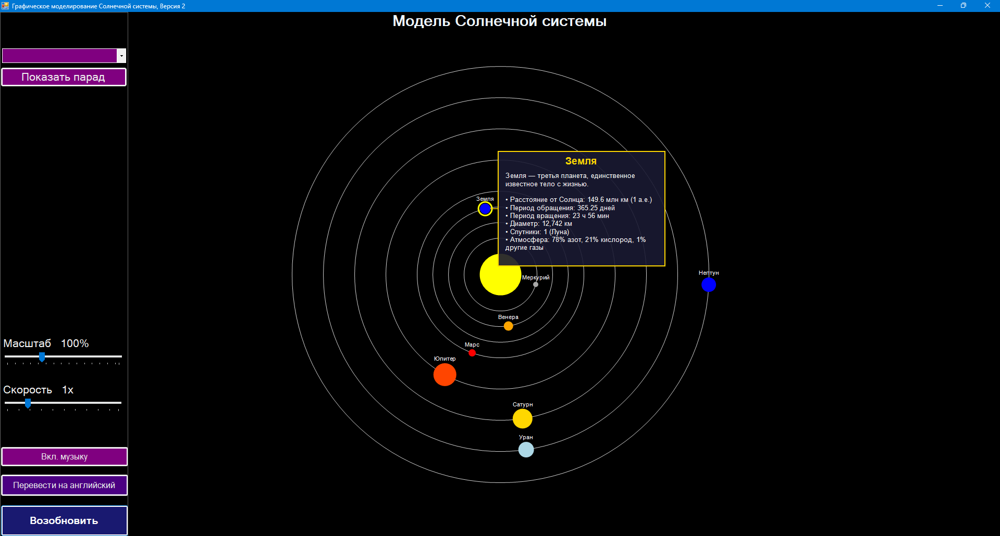 Графическое моделирование Солнечной системы, Версия 2
Модель Солнечной системы
Показать парад
Земля
Земля — третья планета, единственное
известное тело с жизнью.
• Расстояние от Солнца: 149.6 млн км (1 а.е.)
• Период обращения: 365.25 дней
• Период вращения: 23 ч 56 мин
• Диаметр: 12,742 км
• Спутники: 1 (Луна)
• Атмосфера: 78% азот, 21% кислород, 1%
другие газы
Земля
Нептун
Меркурий
Венера
Марс
Юпитер
Сатурн
Уран
Масштаб 100%
Скорость 1x
Вкл. музыку
Перевести на английский
Возобновить